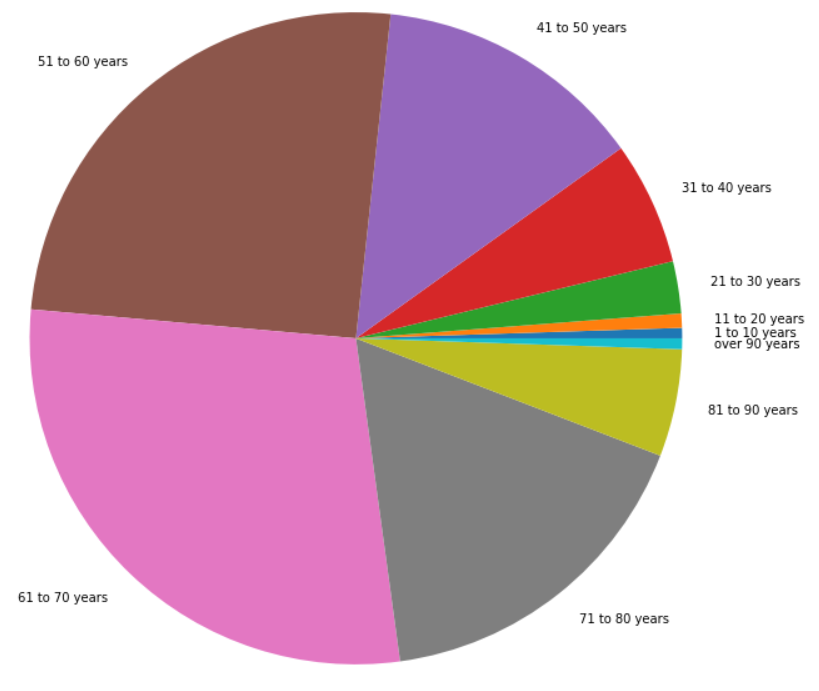 41 to 50 years
51 to 60 years
31 to 40 years
21 to 30 years
11 to 20 years
1 to 10 years
over 90 years
81 to 90 years
61 to 70 years
71 to 80 years